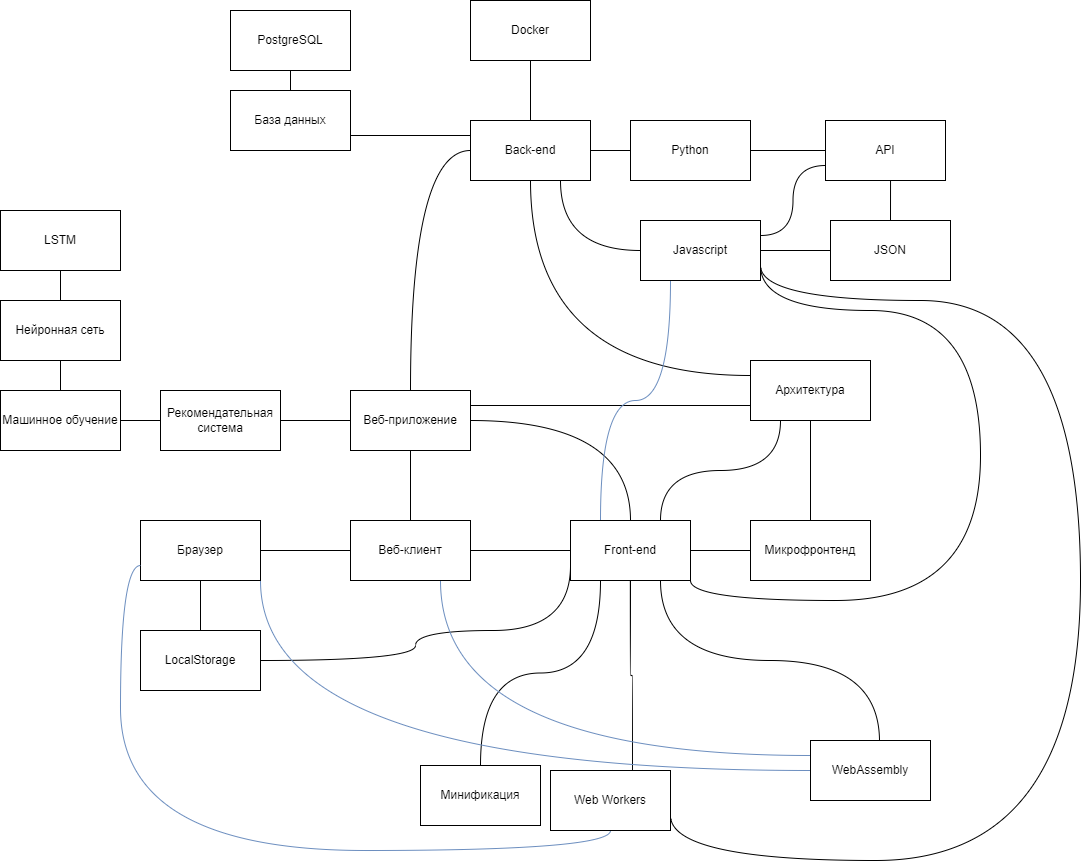 Docker
PostgreSQL
База данных
Back-end
Python
API
LSTM
Javascript
JSON
Нейронная сеть
Архитектура
Машинное обучение
Рекомендательная
система
Веб-приложение
Браузер
Веб-клиент
Front-end
Микрофронтенд
LocalStorage
WebAssembly
Минификация
Web Workers